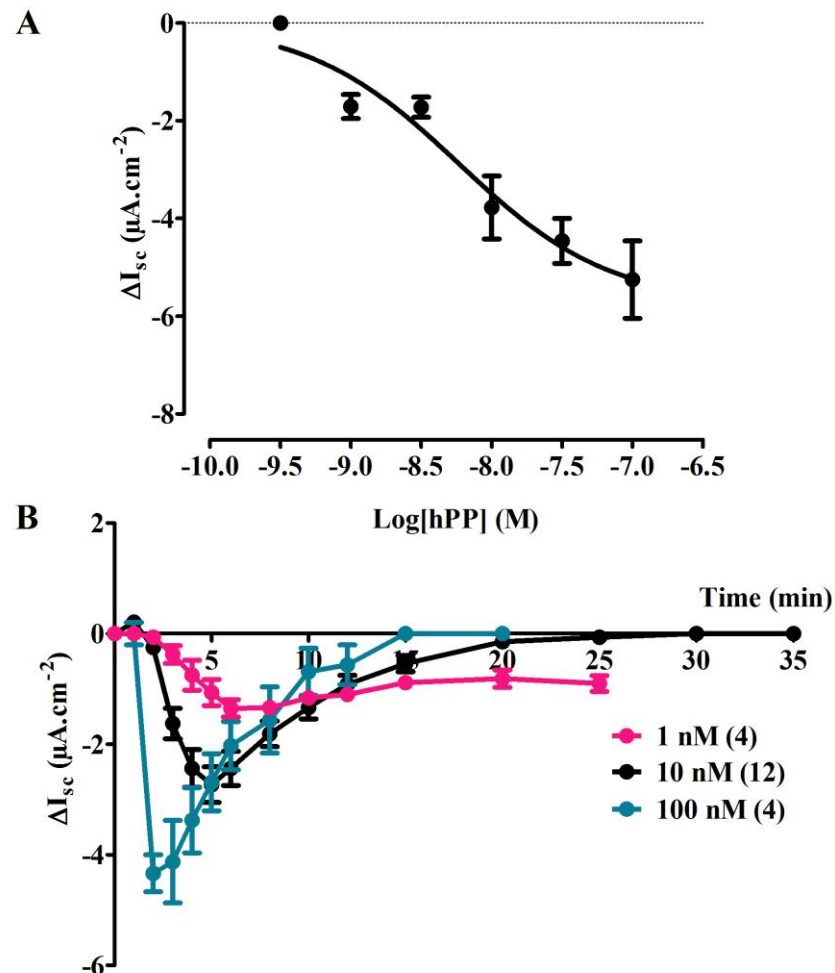 A
0
-2
-4
-6
-8
ΔIsc (μA.cm-2)
-10.0 -9.5 -9.0 -8.5 -8.0 -7.5 -7.0 -6.5
Log[hPP] (M)
B
2
0
-2
-4
-6
ΔIsc (μA.cm-2)
Time (min)
5 10 15 20 25 30 35
1 nM (4)
10 nM (12)
100 nM (4)